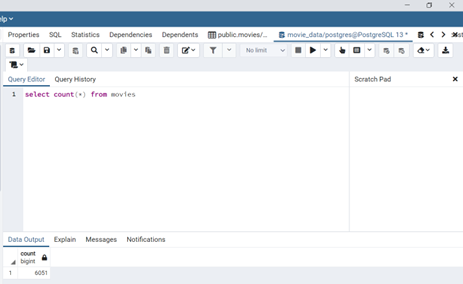 elp
Properties SQL Statistics Dependencies Dependents public.movies/... movie_data/postgres@PostgreSQL 13 *
No limit
Query Editor Query History Scratch Pad
1 select count(*) from movies
Data Output Explain Messages Notifications
count
bigint
1 6051